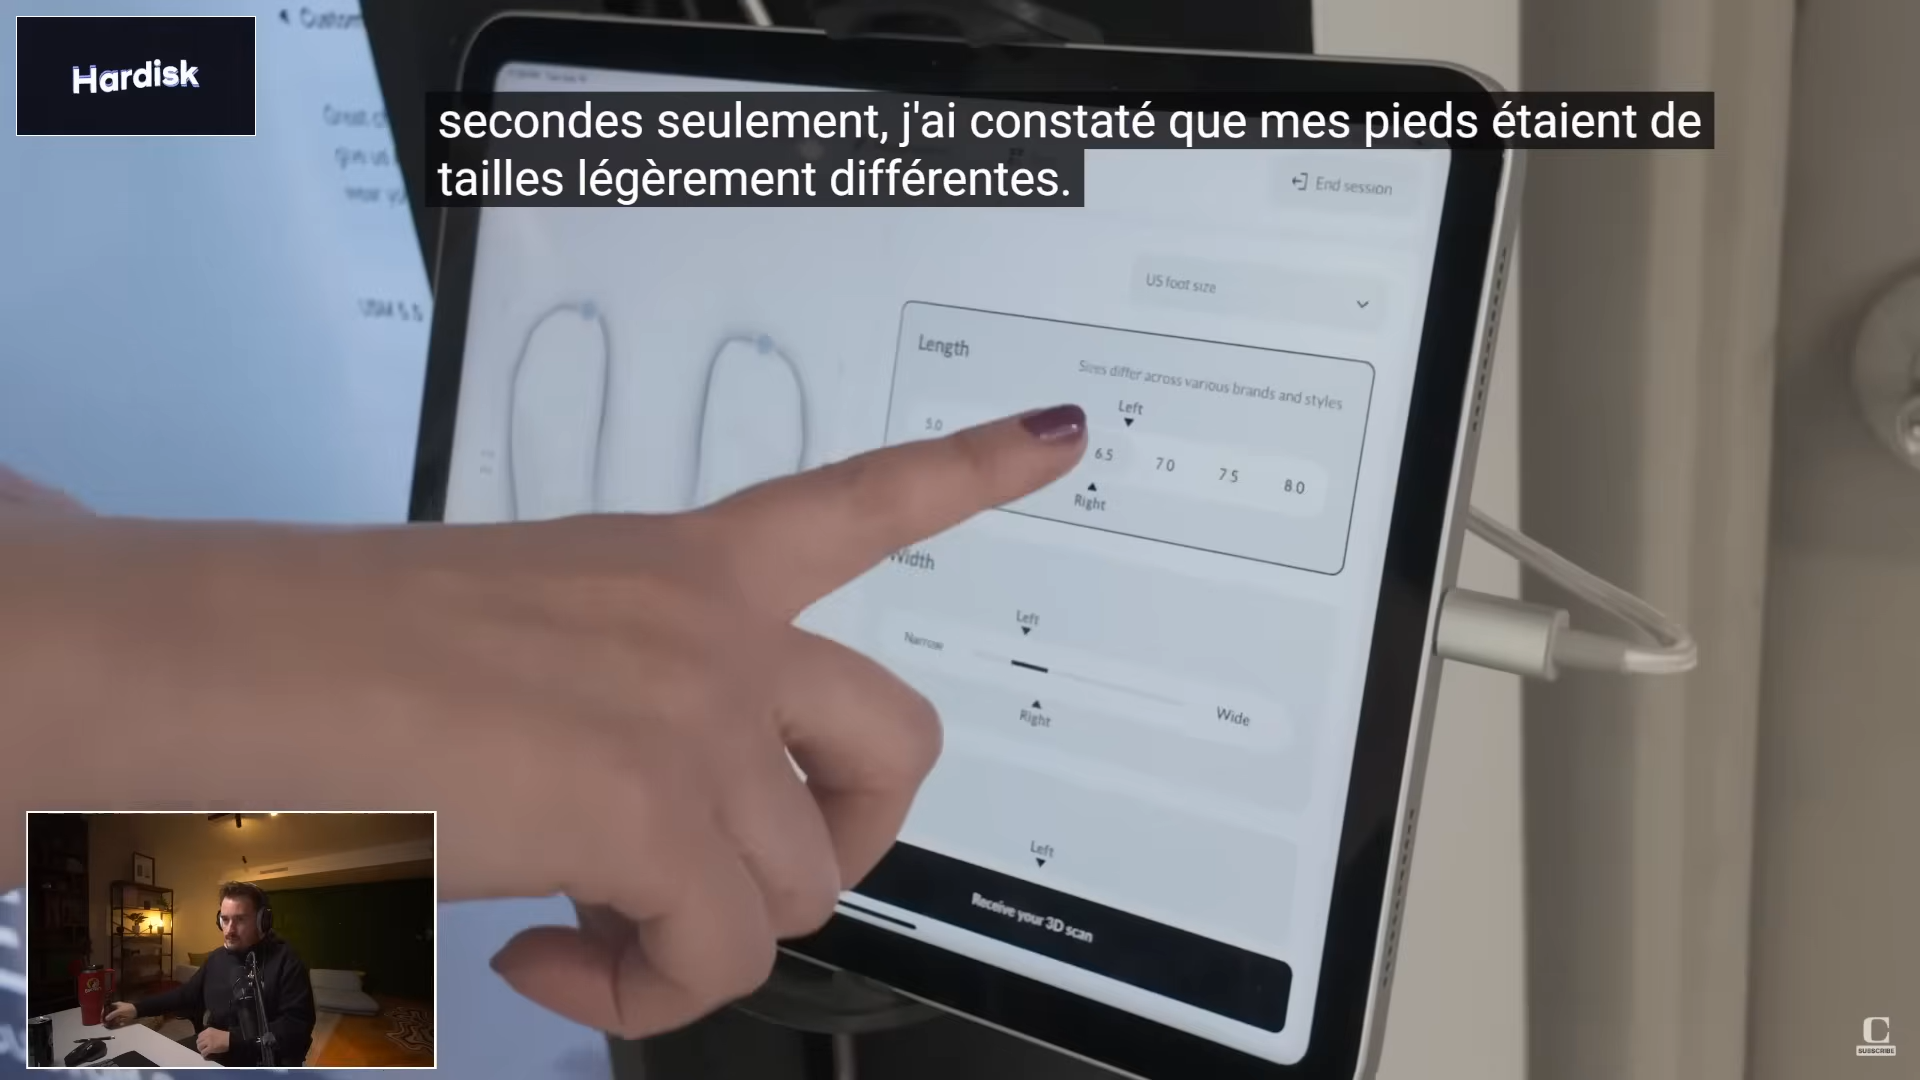 Hardisk
secondes seulement, j'ai constaté que mes pieds étaient de
tailles légèrement différentes.
End session
US foot size
Length
Sizes differ across various brands and styles
Left
5.0
6.5 7.0 7.5 8.0
Right
Width
Left
Narrow
Wide
Right
Left
Receive your 3D scan
SUBSCRIBE